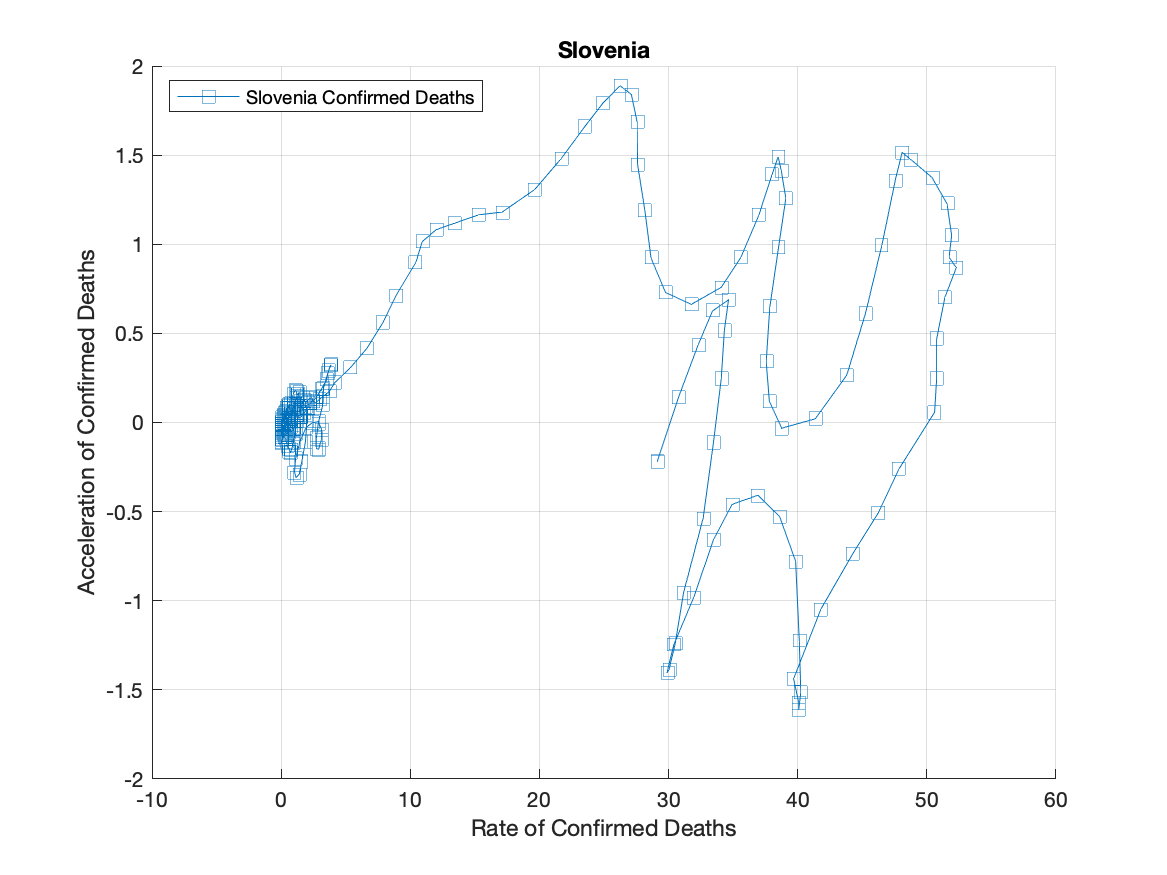 Slovenia
Slovenia Confirmed Deaths
2
1.5
1
0.5
0
-0.5
-1
-1.5
-2
Acceleration of Confirmed Deaths
-10 0 10 20 30 40 50 60
Rate of Confirmed Deaths